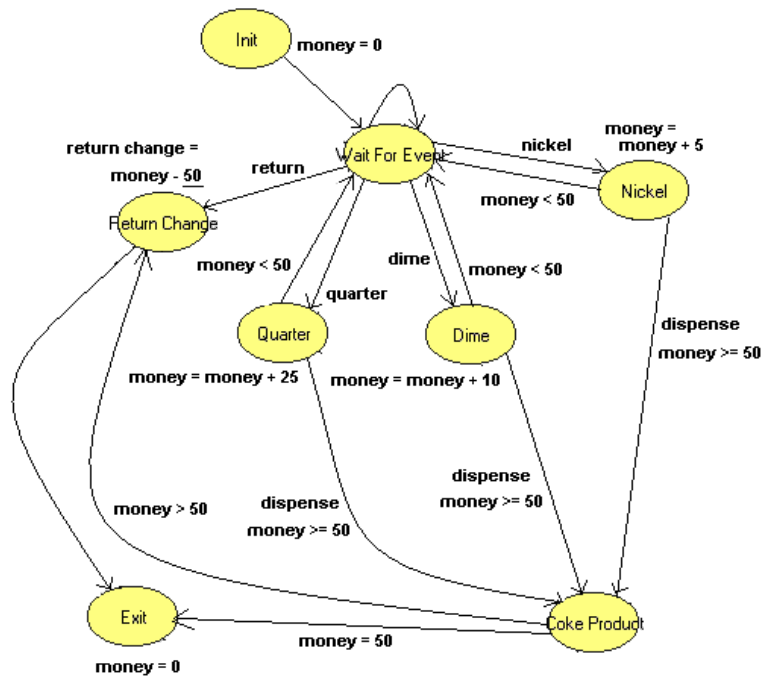 Init
money = 0
Wait For Event
nickel
money =
money + 5
Nickel
money < 50
return change =
money - 50
return
Return Change
money < 50
quarter
dime
money < 50
Quarter
Dime
money = money + 25
money = money + 10
dispense
money >= 50
dispense
money >= 50
dispense
money >= 50
money > 50
Exit
money = 0
money = 50
Coke Product